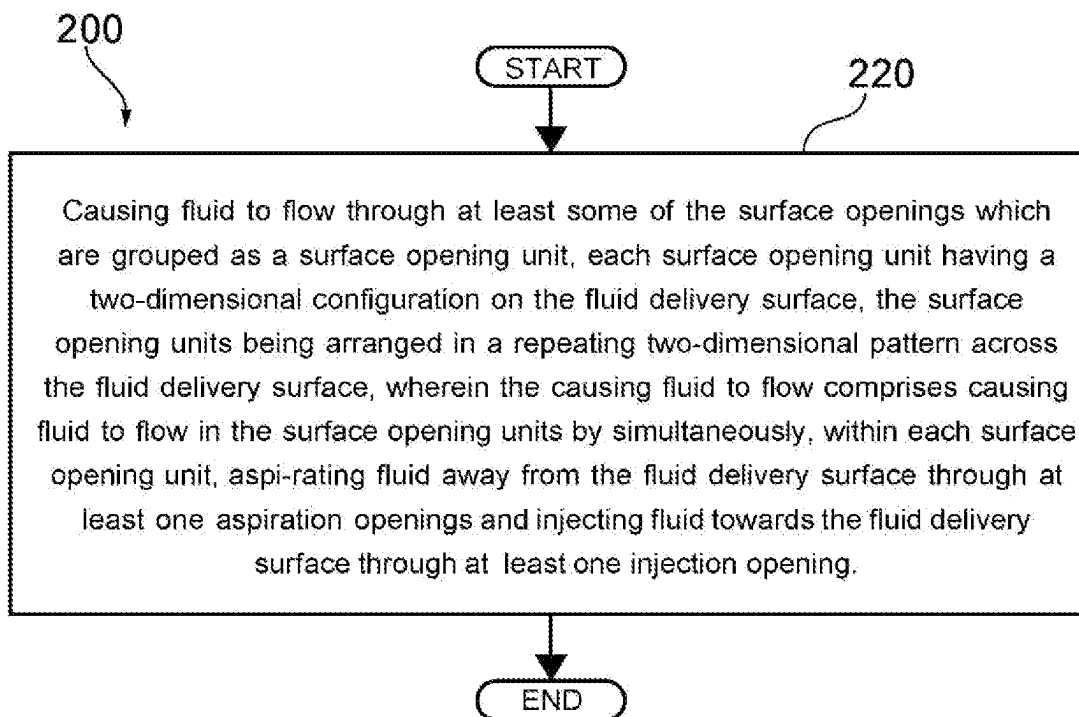 200
START
220
Causing fluid to flow through at least some of the surface openings which
are grouped as a surface opening unit, each surface opening unit having a
two-dimensional configuration on the fluid delivery surface, the surface
opening units being arranged in a repeating two-dimensional pattern across
the fluid delivery surface, wherein the causing fluid to flow comprises causing
fluid to flow in the surface opening units by simultaneously, within each surface
opening unit, aspi-rating fluid away from the fluid delivery surface through at
least one aspiration openings and injecting fluid towards the fluid delivery
surface through at least one injection opening.
END